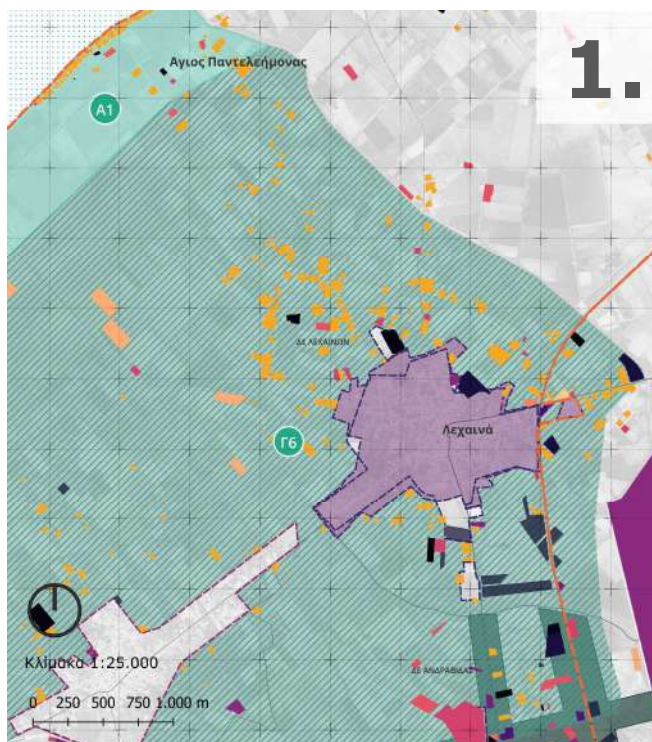 1.
Αγιος Παντελεήμονας
Α1
ΔΕ ΛΕΧΑΙΝΩΝ
Λεχαινά
Γ6
Κλίμακα 1:25.000
ΔΕ ΑΝΔΡΑΒΙΔΑΣ
0 250 500 750 1.000 m